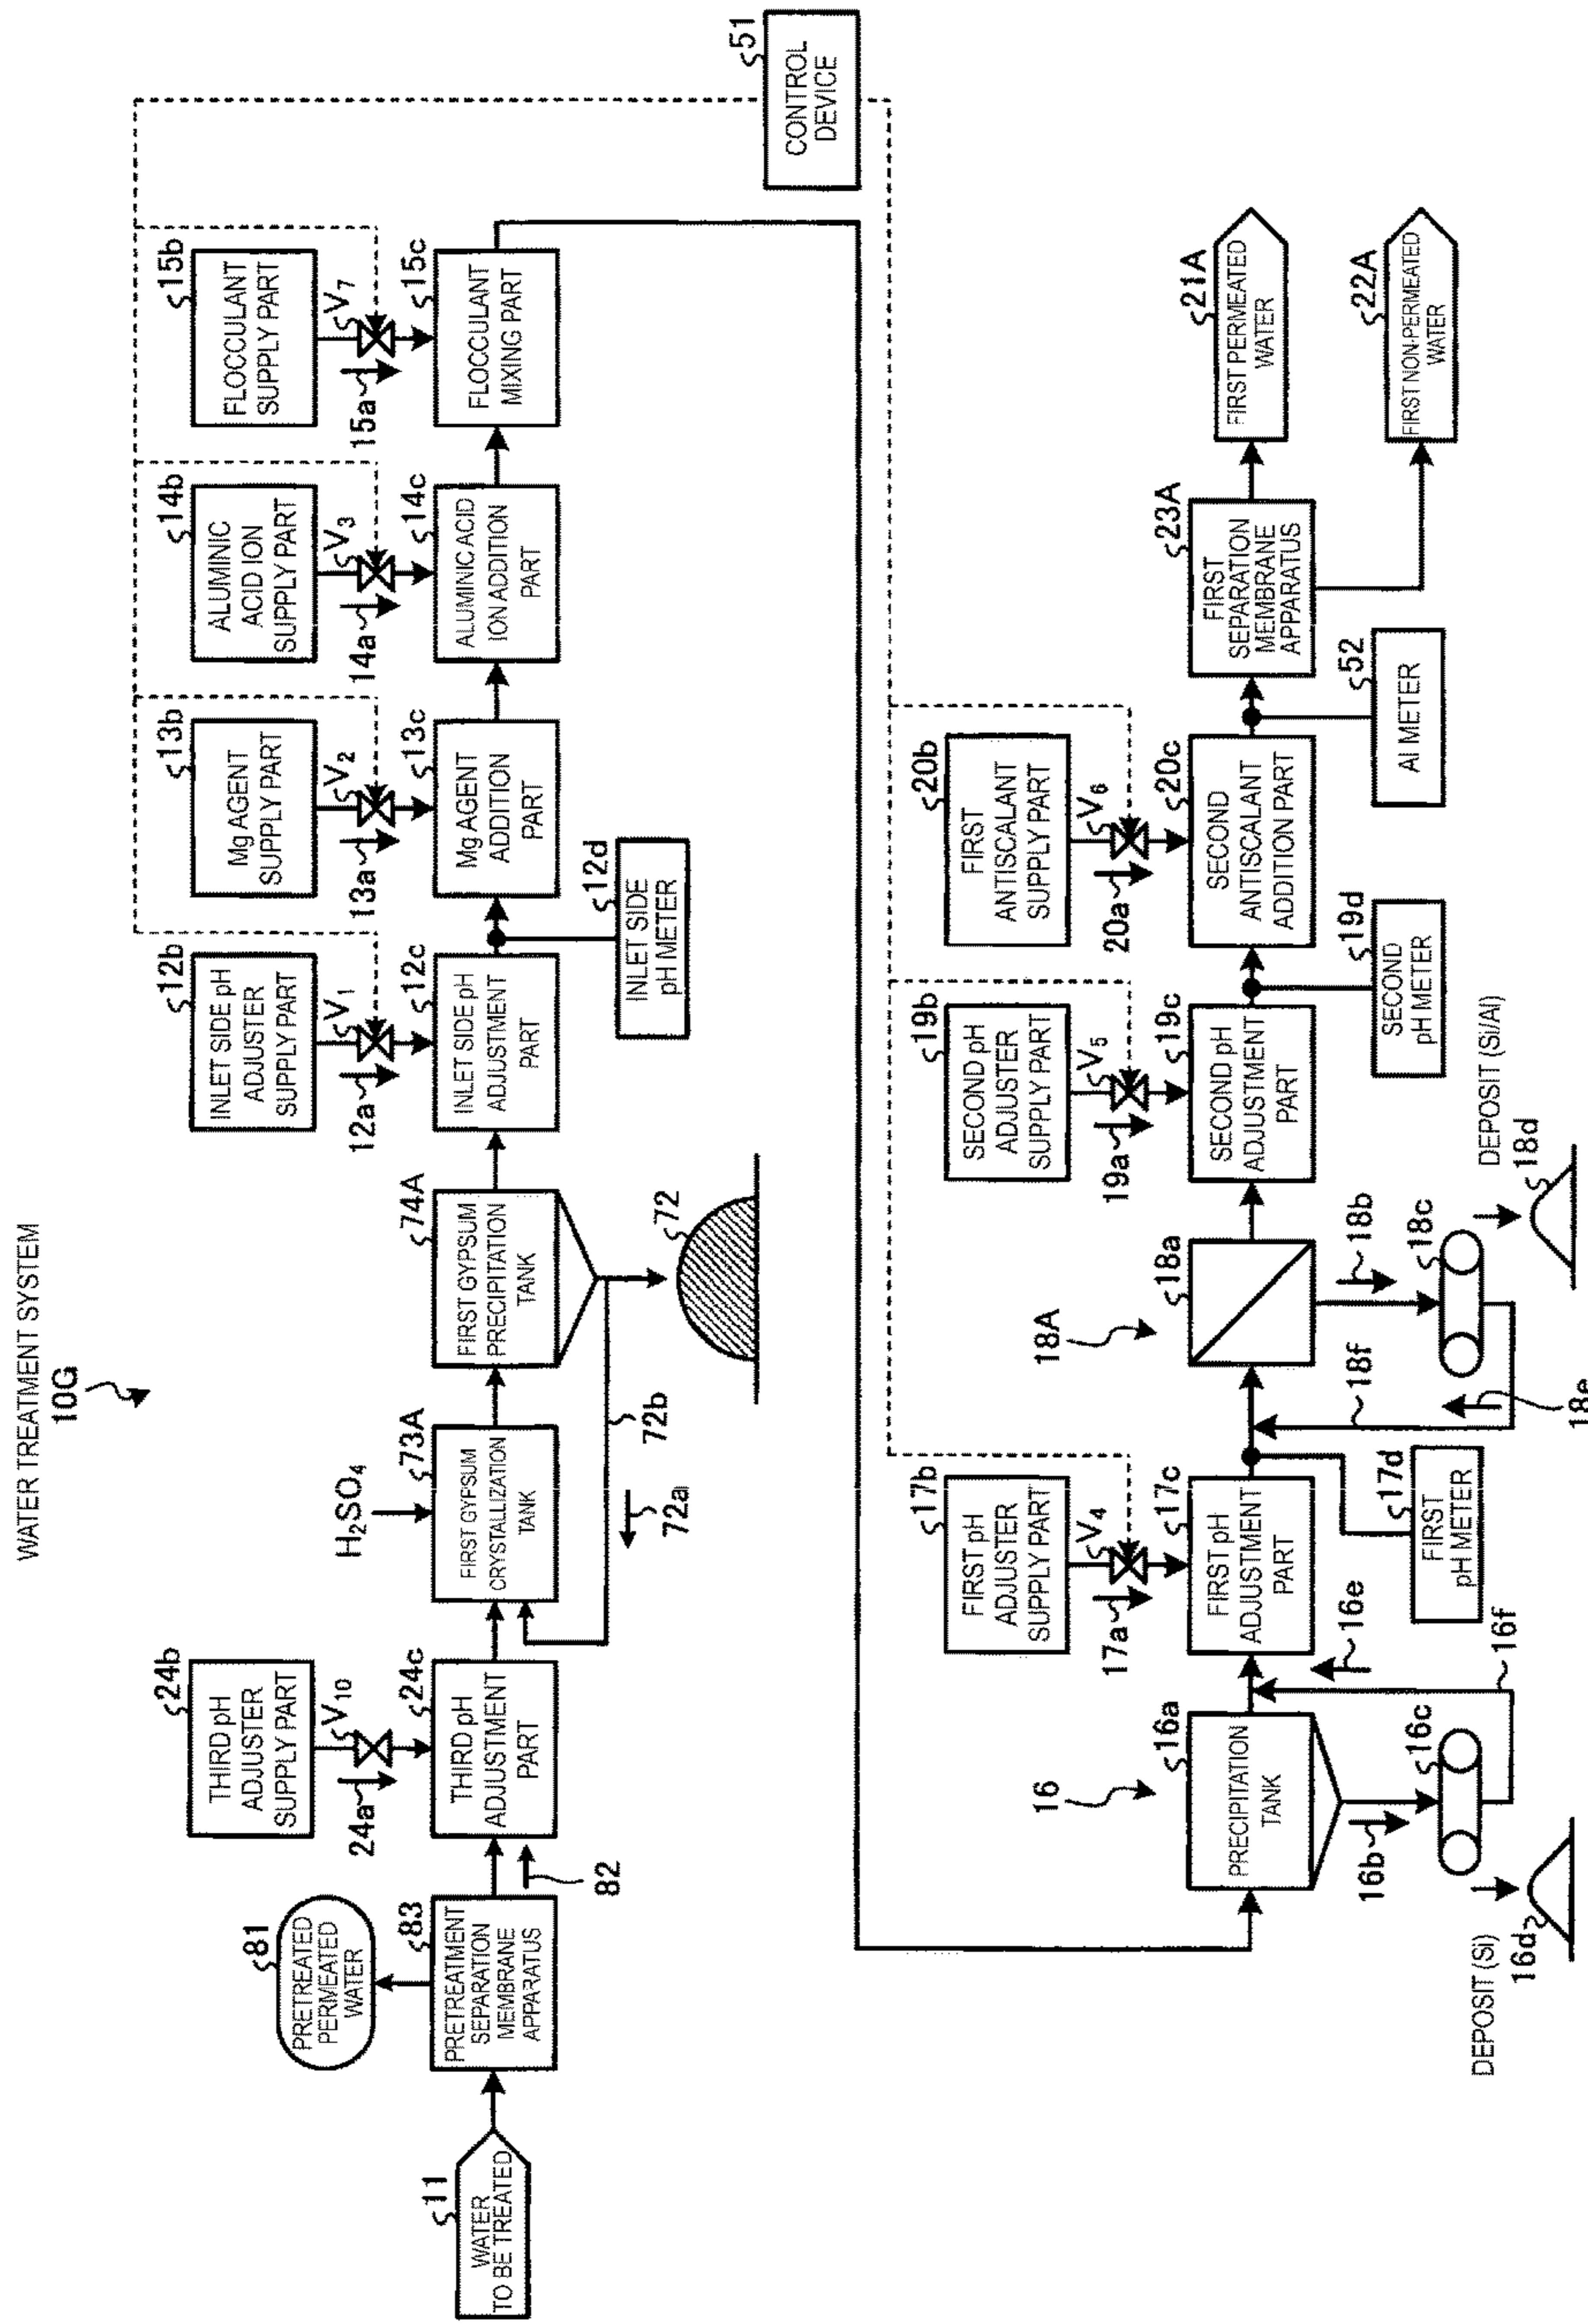 WATER TREATMENT SYSTEM
10G
24b
THIRD pH
ADJUSTER
SUPPLY PART
V10
24a
12b
INLET SIDE pH
ADJUSTER
SUPPLY PART
V1
12a
13b
Mg AGENT
SUPPLY PART
V2
13a
14b
ALUMINIC
ACID ION
SUPPLY PART
V3
14a
15b
FLOCCULANT
SUPPLY PART
V7
15a
81
PRETREATED
PERMEATED
WATER
H2SO4
11
WATER
TO BE TREATED
83
PRETREATMENT
SEPARATION
MEMBRANE
APPARATUS
82
24c
THIRD pH
ADJUSTMENT
PART
73A
FIRST GYPSUM
CRYSTALLIZATION
TANK
74A
FIRST GYPSUM
PRECIPITATION
TANK
72a
72b
72
12c
INLET SIDE pH
ADJUSTMENT
PART
12d
INLET SIDE
pH METER
13c
Mg AGENT
ADDITION
PART
14c
ALUMINIC ACID
ION ADDITION
PART
15c
FLOCCULANT
MIXING PART
51
CONTROL
DEVICE
17b
FIRST pH
ADJUSTER
SUPPLY PART
V4
17a
19b
SECOND pH
ADJUSTER
SUPPLY PART
V5
19a
20b
FIRST
ANTISCALANT
SUPPLY PART
V6
20a
16
16a
PRECIPITATION
TANK
16e
17c
FIRST pH
ADJUSTMENT
PART
18A
18a
19c
SECOND pH
ADJUSTMENT
PART
20c
SECOND
ANTISCALANT
ADDITION PART
23A
FIRST
SEPARATION
MEMBRANE
APPARATUS
21A
FIRST PERMEATED
WATER
22A
FIRST NON-PERMEATED
WATER
16b
16c
16f
DEPOSIT (Si)
16d
17d
FIRST
pH METER
18f
18e
18b
18c
DEPOSIT (Si/Al)
18d
19d
SECOND
pH METER
52
Al METER